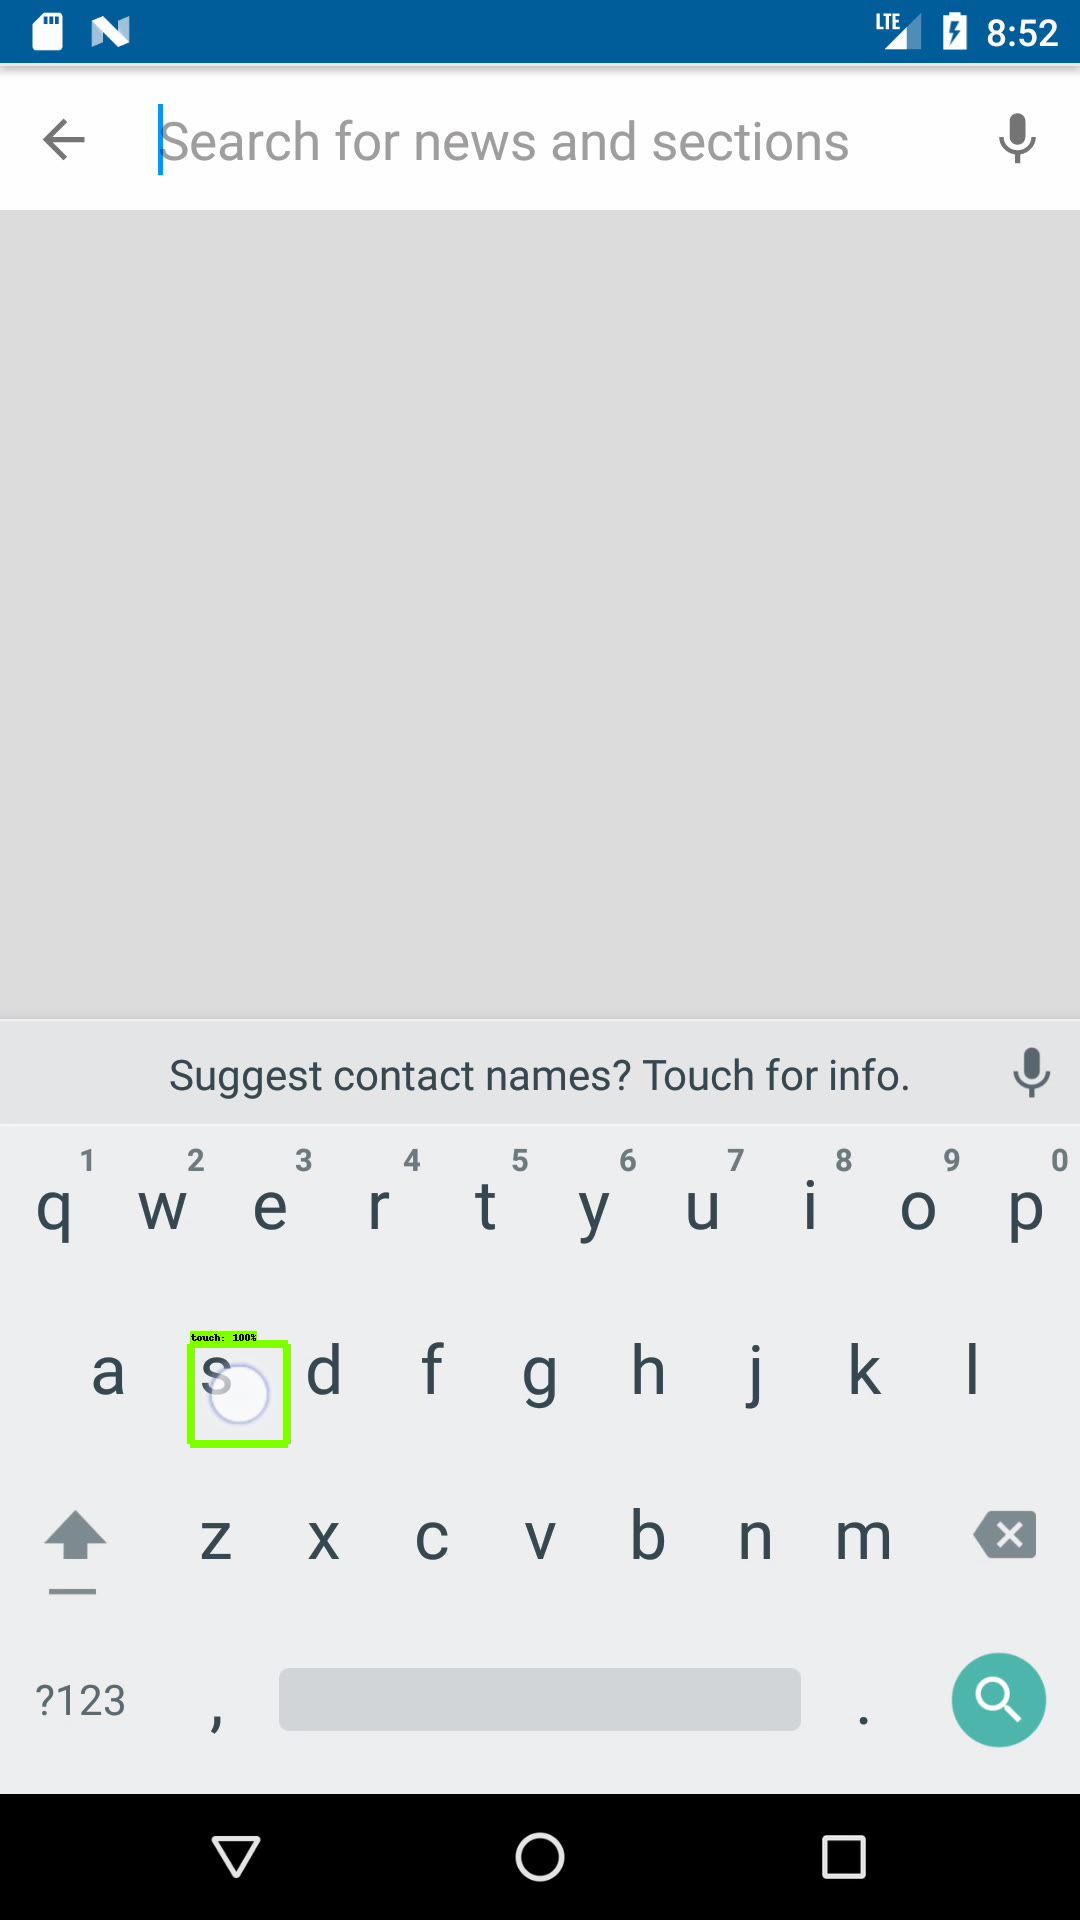 LTE 8:52
Search for news and sections
Suggest contact names? Touch for info.
1 2 3 4 5 6 7 8 9 0
q w e r t y u i o p
touch: 100%
a s d f g h j k l
z x c v b n m
?123 , .